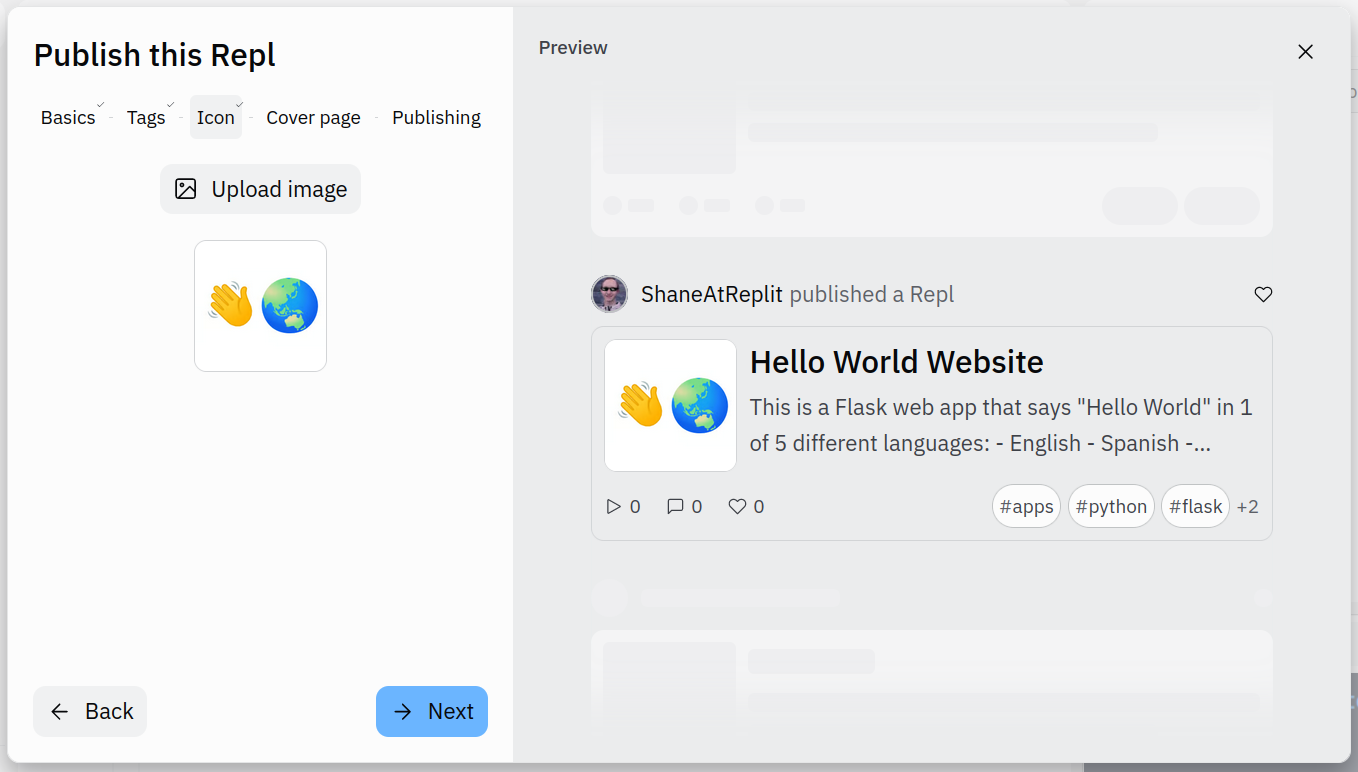 Publish this Repl
Basics - Tags - Icon - Cover page - Publishing
Upload image
Back
Next
Preview
ShaneAtReplit published a Repl
Hello World Website
This is a Flask web app that says "Hello World" in 1
of 5 different languages: - English - Spanish -...
0 0 0 #apps #python #flask +2